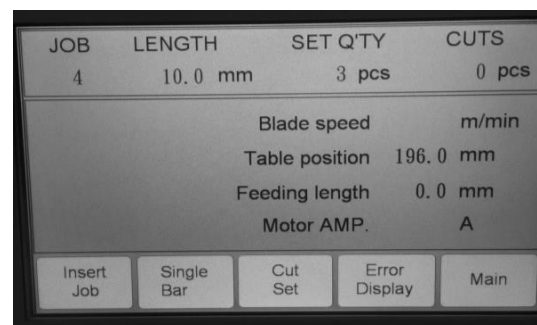 JOB LENGTH SET Q'TY CUTS
4 10.0 mm 3 pcs 0 pcs
Blade speed m/min
Table position 196.0 mm
Feeding length 0.0 mm
Motor AMP. A
Insert Job
Single Bar
Cut Set
Error Display
Main